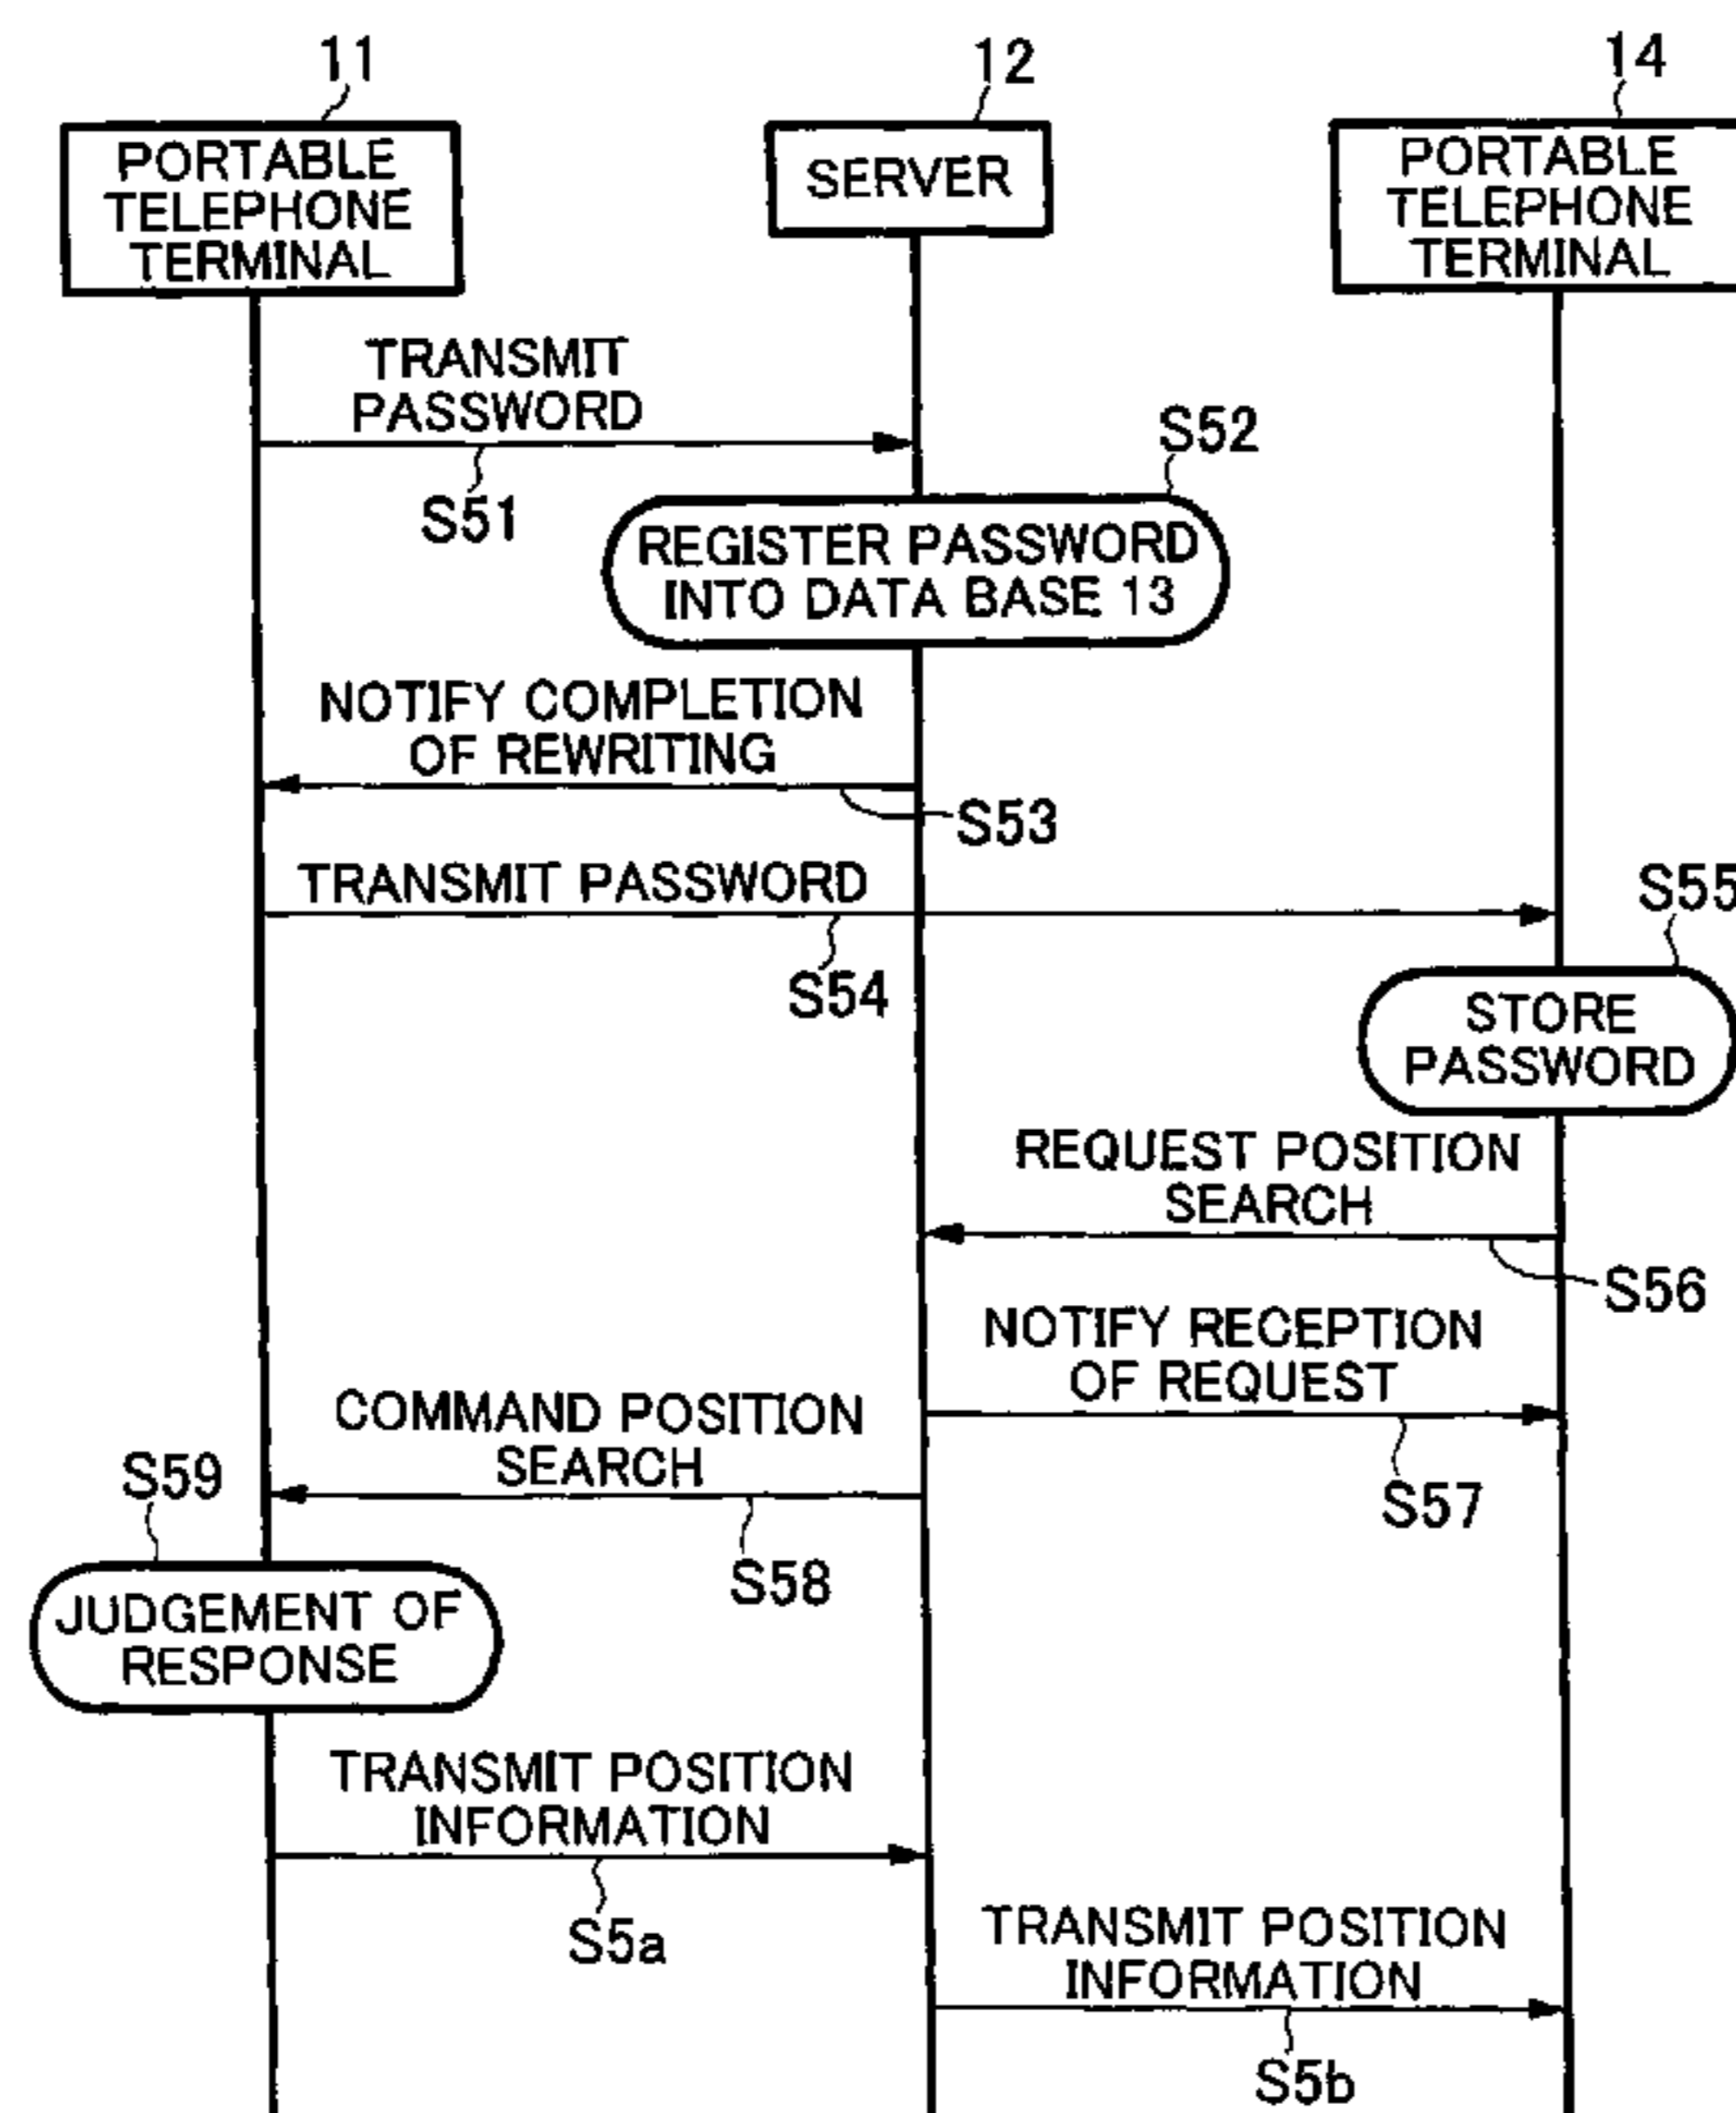 11
12
14
PORTABLE
TELEPHONE
TERMINAL
SERVER
PORTABLE
TELEPHONE
TERMINAL
TRANSMIT
PASSWORD
S51
S52
REGISTER PASSWORD
INTO DATA BASE 13
NOTIFY COMPLETION
OF REWRITING
S53
TRANSMIT PASSWORD
S54
S55
STORE
PASSWORD
REQUEST POSITION
SEARCH
S56
NOTIFY RECEPTION
OF REQUEST
S57
COMMAND POSITION
SEARCH
S58
S59
JUDGEMENT OF
RESPONSE
TRANSMIT POSITION
INFORMATION
S5a
TRANSMIT POSITION
INFORMATION
S5b